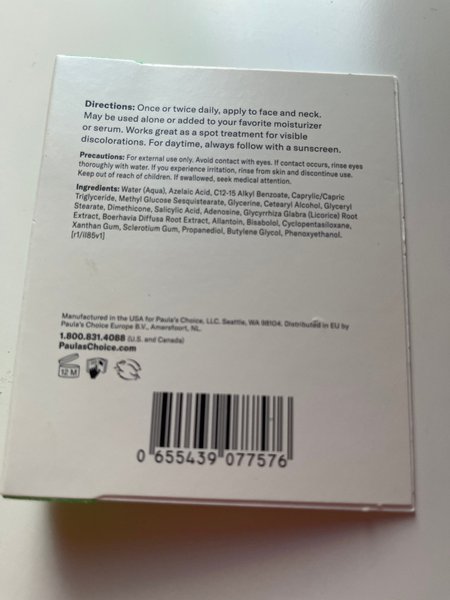 Directions: Once or twice daily, apply to face and neck.
May be used alone or added to your favorite moisturizer
or serum. Works great as a spot treatment for visible
discolorations. For daytime, always follow with a sunscreen.
Precautions: For external use only. Avoid contact with eyes. If contact occurs, rinse eyes
thoroughly with water. If you experience irritation, rinse from skin and discontinue use.
Keep out of reach of children. If swallowed, seek medical attention.
Ingredients: Water (Aqua), Azelaic Acid, C12-15 Alkyl Benzoate, Caprylic/Capric
Triglyceride, Methyl Glucose Sesquistearate, Glycerine, Cetearyl Alcohol, Glyceryl
Stearate, Dimethicone, Salicylic Acid, Adenosine, Glycyrrhiza Glabra (Licorice) Root
Extract, Boerhavia Diffusa Root Extract, Allantoin, Bisabolol, Cyclopentasiloxane,
Xanthan Gum, Sclerotium Gum, Propanediol, Butylene Glycol, Phenoxyethanol.
[r1/il85v1]
Manufactured in the USA for Paula's Choice, LLC. Seattle, WA 98104. Distributed in EU by
Paula's Choice Europe B.V., Amersfoort, NL.
1.800.831.4088 (U.S. and Canada)
PaulasChoice.com
12 M
0 655439 077576